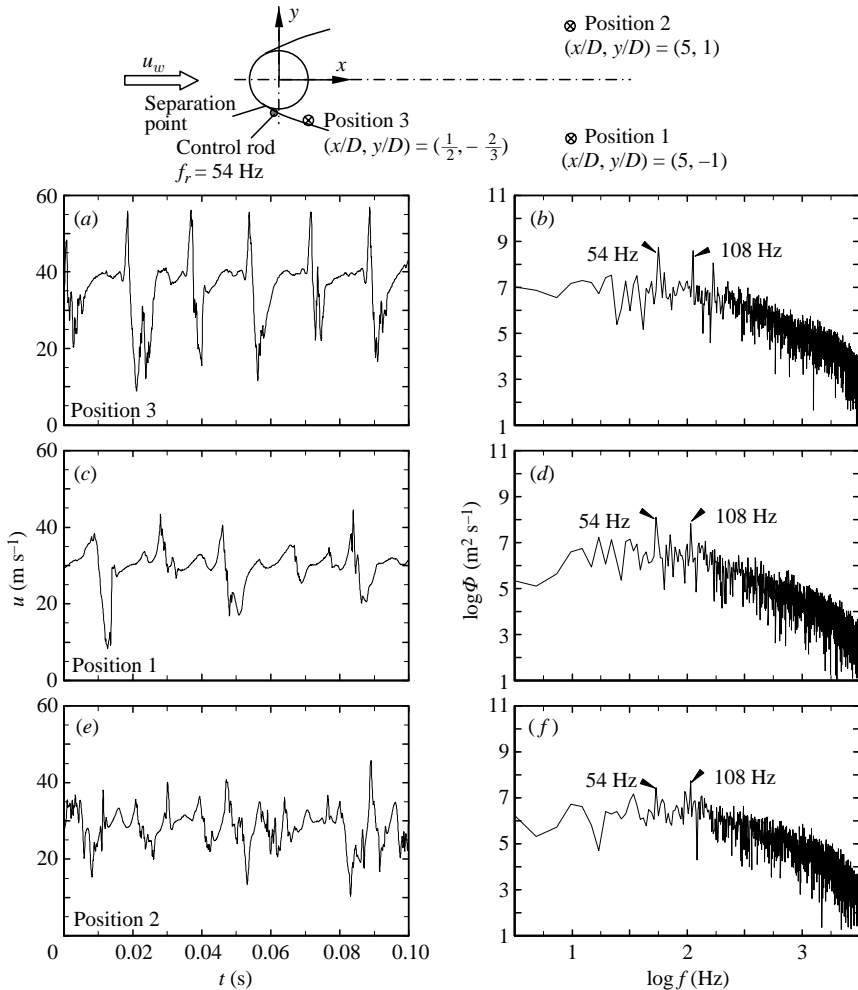 y
Position 2
(x/D, y/D) = (5, 1)
u_w
x
Separation
point
Position 3
(x/D, y/D) = (1/2, – 2/3)
Control rod
f_r = 54 Hz
Position 1
(x/D, y/D) = (5, –1)
60
(a)
40
20
0
Position 3
11
(b)
9
54 Hz
108 Hz
7
5
3
1
60
(c)
40
u (m s⁻¹)
20
0
Position 1
11
(d)
9
54 Hz
108 Hz
7
logΦ (m² s⁻¹)
5
3
1
60
(e)
40
20
Position 2
0
0.02
0.04
0.06
0.08
0.10
t (s)
11
(f)
9
54 Hz
108 Hz
7
5
3
1
1
2
3
log f (Hz)